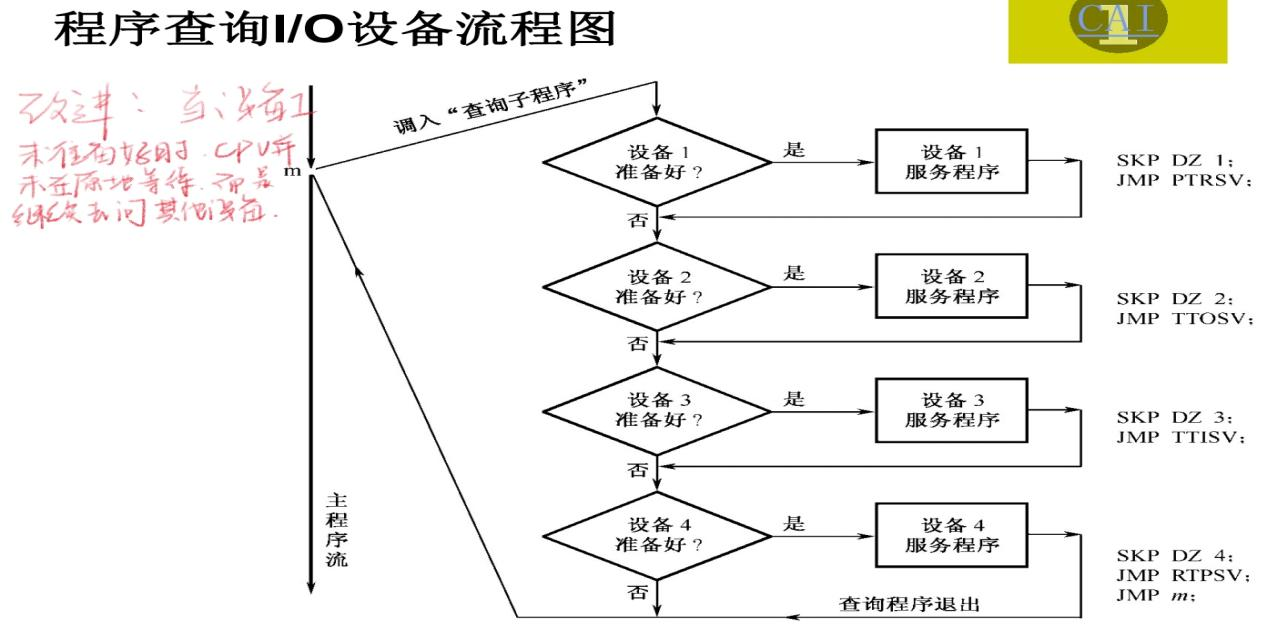 程序查询I/O设备流程图
CAI
1
改进：当设备1
未准备好时.CPU并
未在原地等待.而是
继续去问其他设备.
m
主程序流
调入“查询子程序”
设备1
准备好?
是
设备1
服务程序
SKP DZ 1;
JMP PTRSV;
否
设备2
准备好?
是
设备2
服务程序
SKP DZ 2;
JMP TTOSV;
否
设备3
准备好?
是
设备3
服务程序
SKP DZ 3;
JMP TTISV;
否
设备4
准备好?
是
设备4
服务程序
SKP DZ 4;
JMP RTPSV;
JMP m;
否
查询程序退出